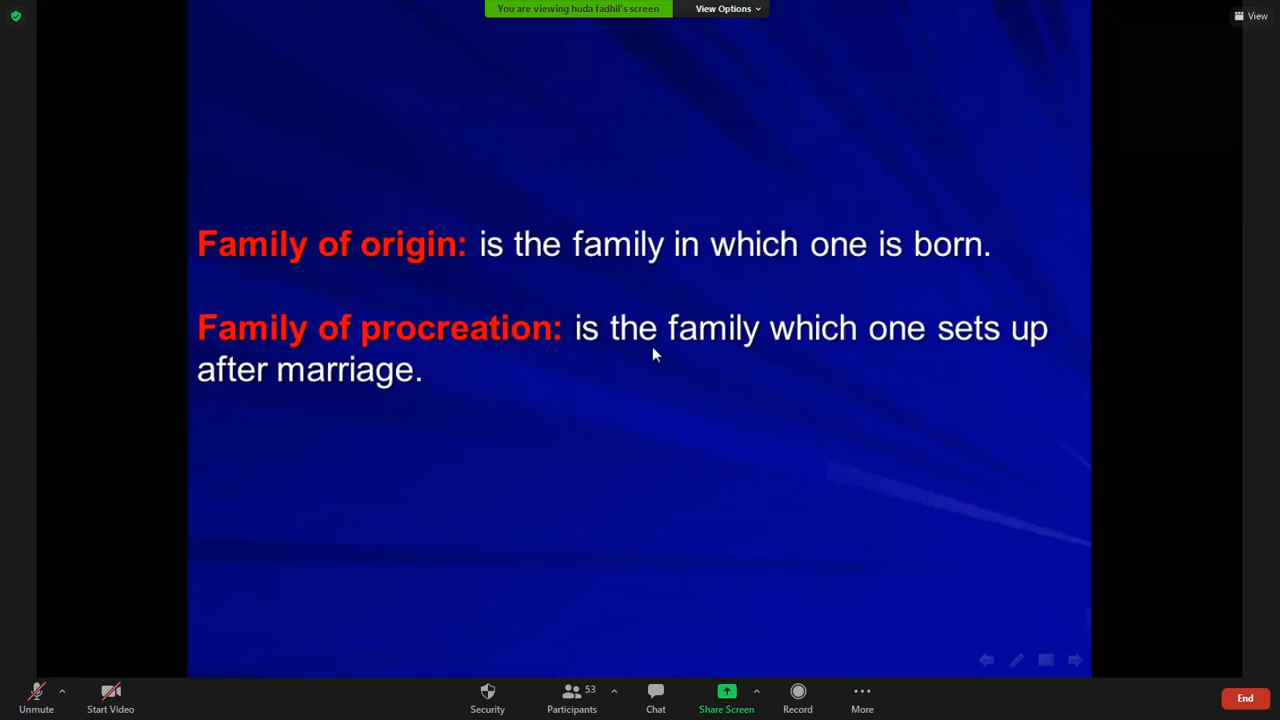 You are viewing huda fadhil's screen
View Options
View
Family of origin: is the family in which one is born.
Family of procreation: is the family which one sets up
after marriage.
Unmute
Start Video
Security
53
Participants
Chat
Share Screen
Record
More
End